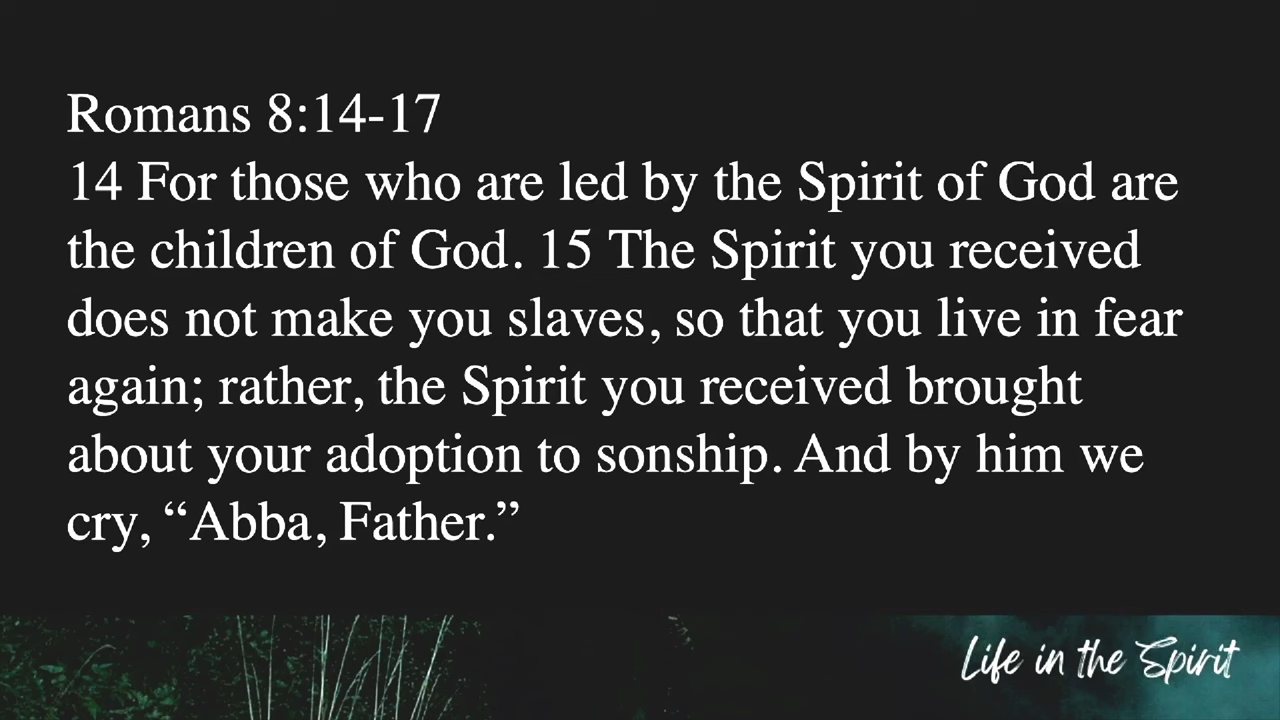 Romans 8:14-17
14 For those who are led by the Spirit of God are
the children of God. 15 The Spirit you received
does not make you slaves, so that you live in fear
again; rather, the Spirit you received brought
about your adoption to sonship. And by him we
cry, “Abba, Father.”
Life in the Spirit